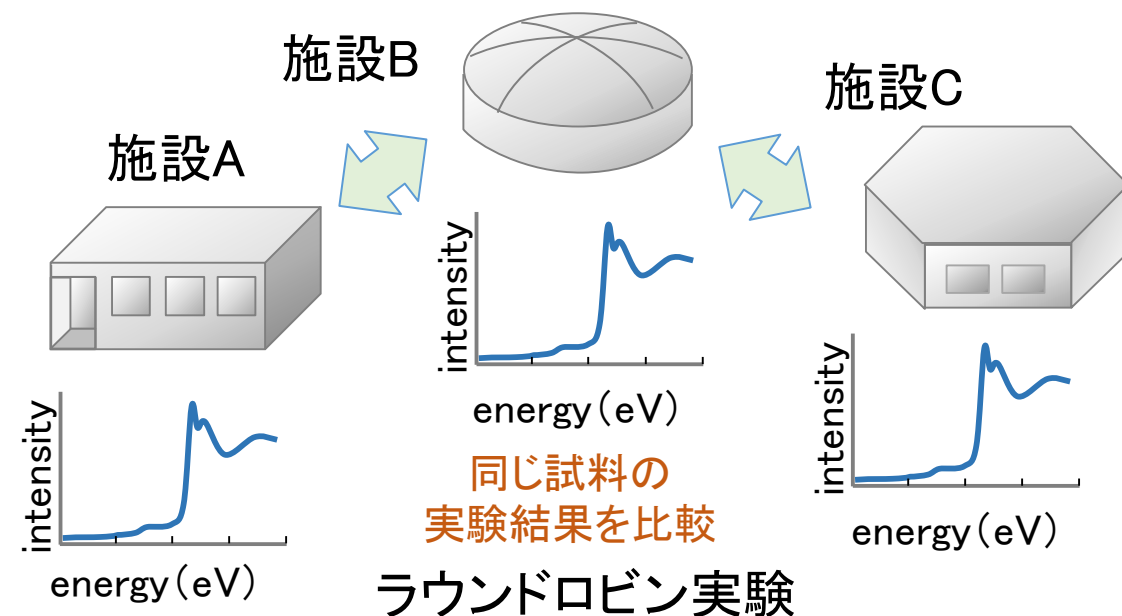 施設B
施設C
施設A
intensity
energy(eV)
intensity
energy(eV)
intensity
energy(eV)
同じ試料の
実験結果を比較
ラウンドロビン実験